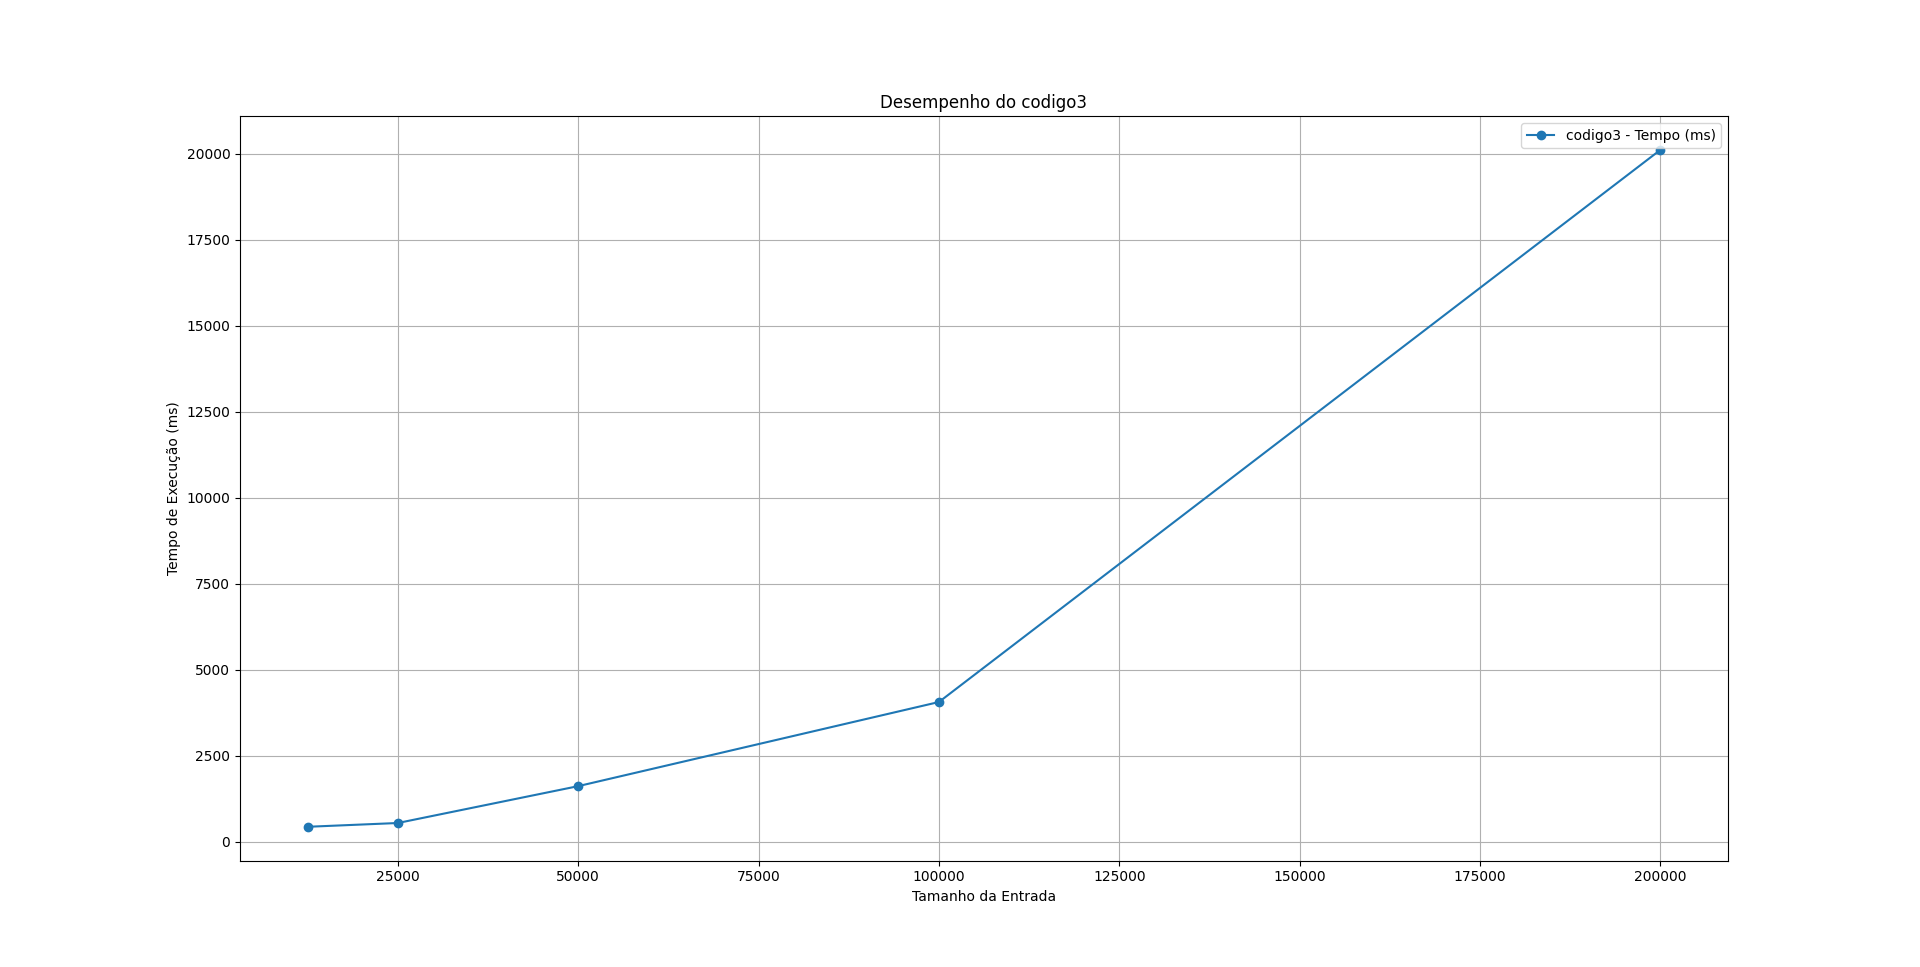 Desempenho do codigo3
codigo3 - Tempo (ms)
20000
17500
15000
12500
10000
7500
5000
2500
0
Tempo de Execução (ms)
25000 50000 75000 100000 125000 150000 175000 200000
Tamanho da Entrada